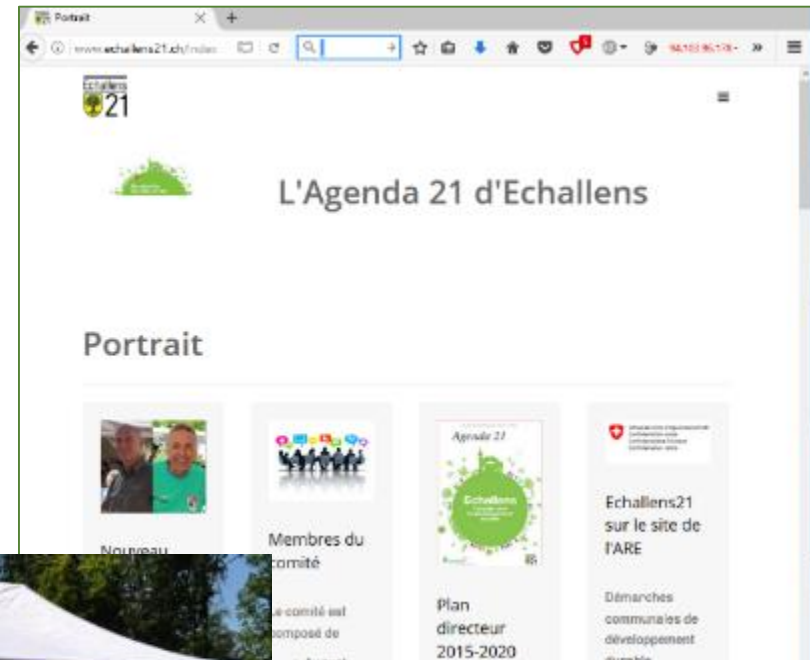 Portrait
www.echallens21.ch/index
Echallens
21
L'Agenda 21 d'Echallens
Portrait
Nouveau
Membres du
comité
Le comité est
composé de
Agenda 21
Echallens
Plan
directeur
2015-2020
Echallens21
sur le site de
l'ARE
Démarches
communales de
développement
durable